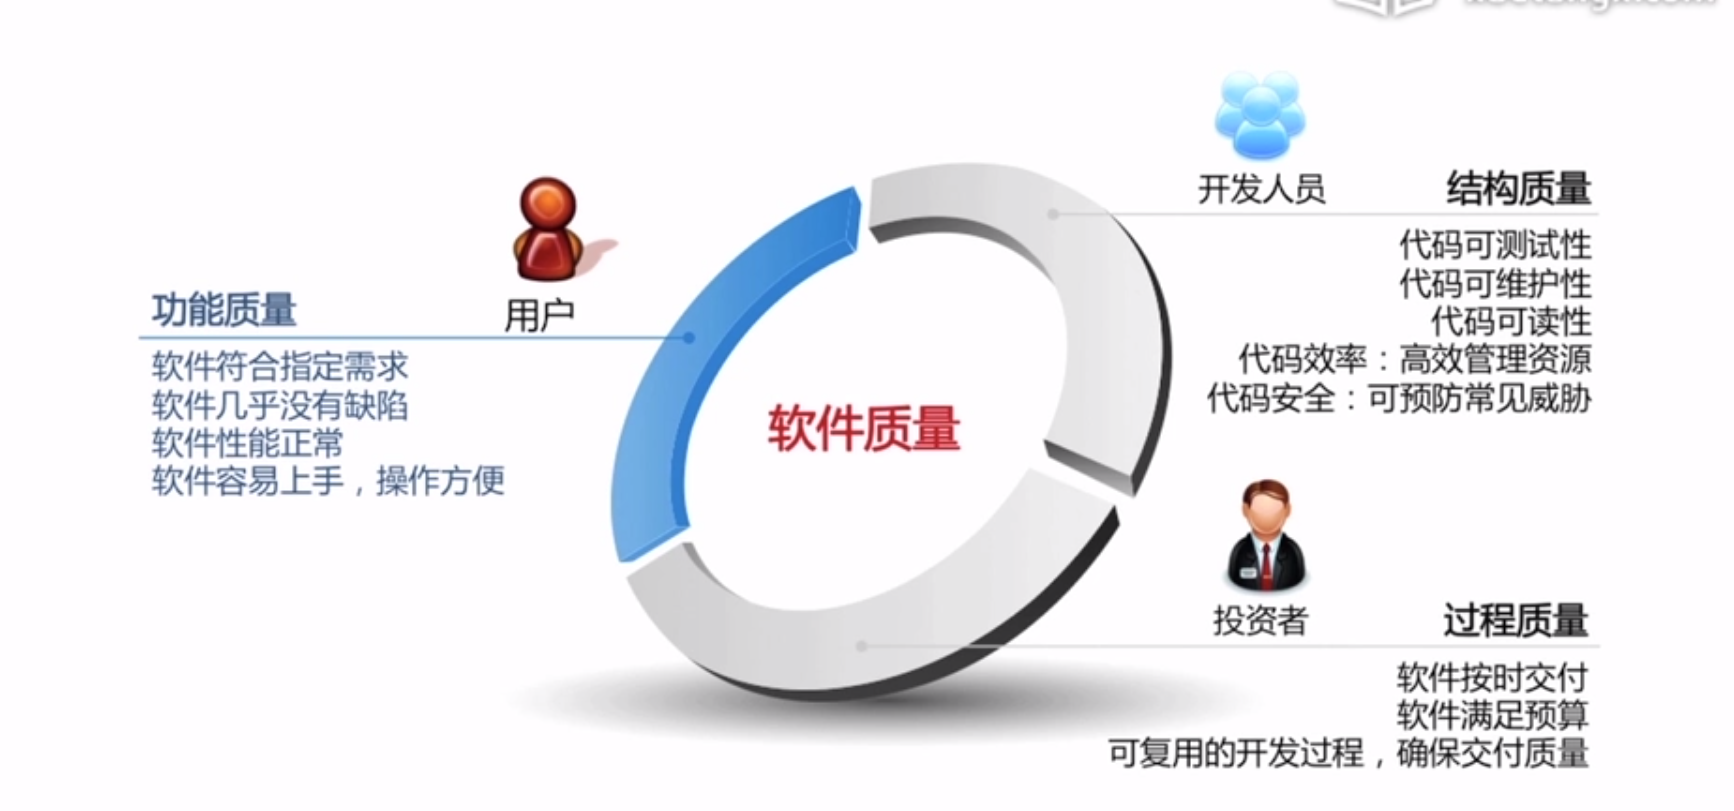 开发人员
结构质量
代码可测试性
代码可维护性
代码可读性
代码效率：高效管理资源
代码安全：可预防常见威胁
用户
功能质量
软件符合指定需求
软件几乎没有缺陷
软件性能正常
软件容易上手，操作方便
软件质量
投资者
过程质量
软件按时交付
软件满足预算
可复用的开发过程，确保交付质量